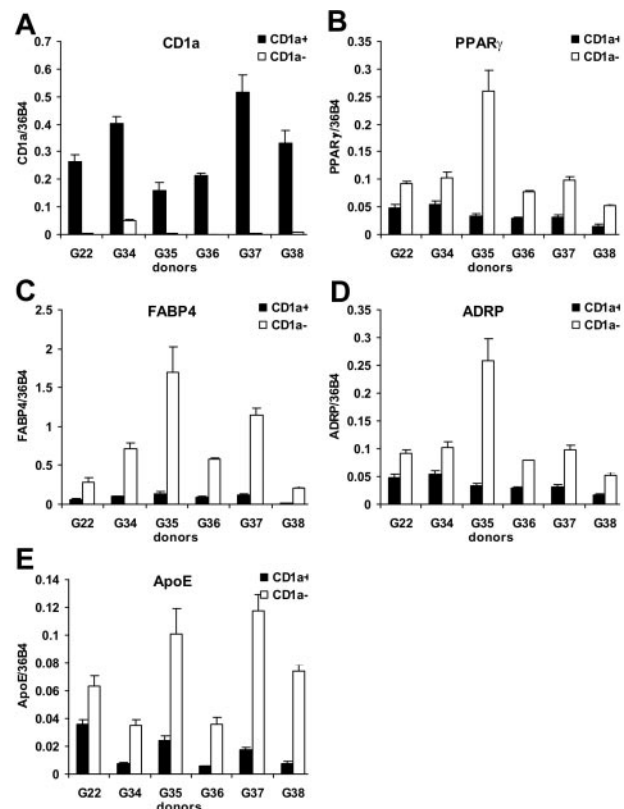 A
CD1a
CD1a+
CD1a-
CD1a/36B4
0.7
0.6
0.5
0.4
0.3
0.2
0.1
0
G22 G34 G35 G36 G37 G38
donors
B
PPARγ
CD1a+
CD1a-
PPARγ/36B4
0.35
0.3
0.25
0.2
0.15
0.1
0.05
0
G22 G34 G35 G36 G37 G38
donors
C
FABP4
CD1a+
CD1a-
FABP4/36B4
2.5
2
1.5
1
0.5
0
G22 G34 G35 G36 G37 G38
donors
D
ADRP
CD1a+
CD1a-
ADRP/36B4
0.35
0.3
0.25
0.2
0.15
0.1
0.05
0
G22 G34 G35 G36 G37 G38
donors
E
ApoE
CD1a+
CD1a-
ApoE/36B4
0.14
0.12
0.1
0.08
0.06
0.04
0.02
0
G22 G34 G35 G36 G37 G38
donors